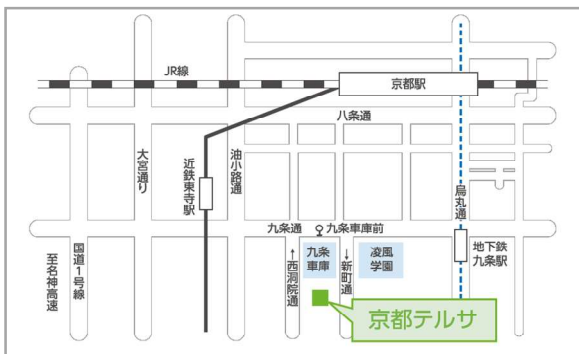 JR線
京都駅
八条通
大宮通り
近鉄東寺駅
油小路通
烏丸通
九条通
九条車庫前
国道1号線
至名神高速
↑西洞院通
九条
車庫
↓新町通
凌風
学園
地下鉄
九条駅
京都テルサ